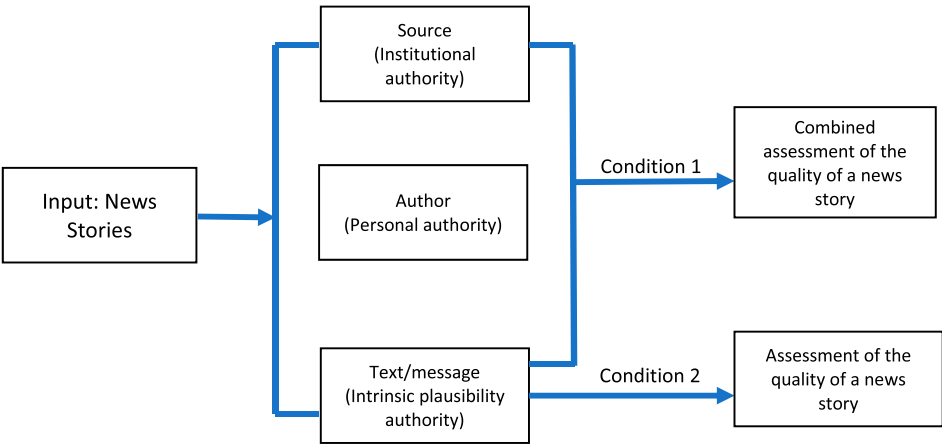 Input: News
Stories
Source
(Institutional
authority)
Author
(Personal authority)
Text/message
(Intrinsic plausibility
authority)
Condition 1
Condition 2
Combined
assessment of the
quality of a news
story
Assessment of the
quality of a news
story